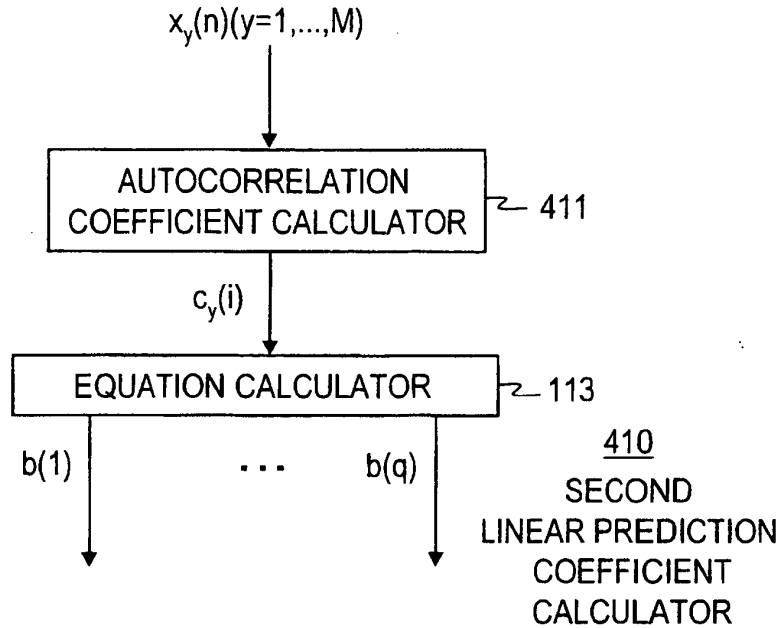 x_y(n)(y=1,...,M)
AUTOCORRELATION
COEFFICIENT CALCULATOR
411
c_y(i)
EQUATION CALCULATOR
113
b(1)
...
b(q)
410
SECOND
LINEAR PREDICTION
COEFFICIENT
CALCULATOR